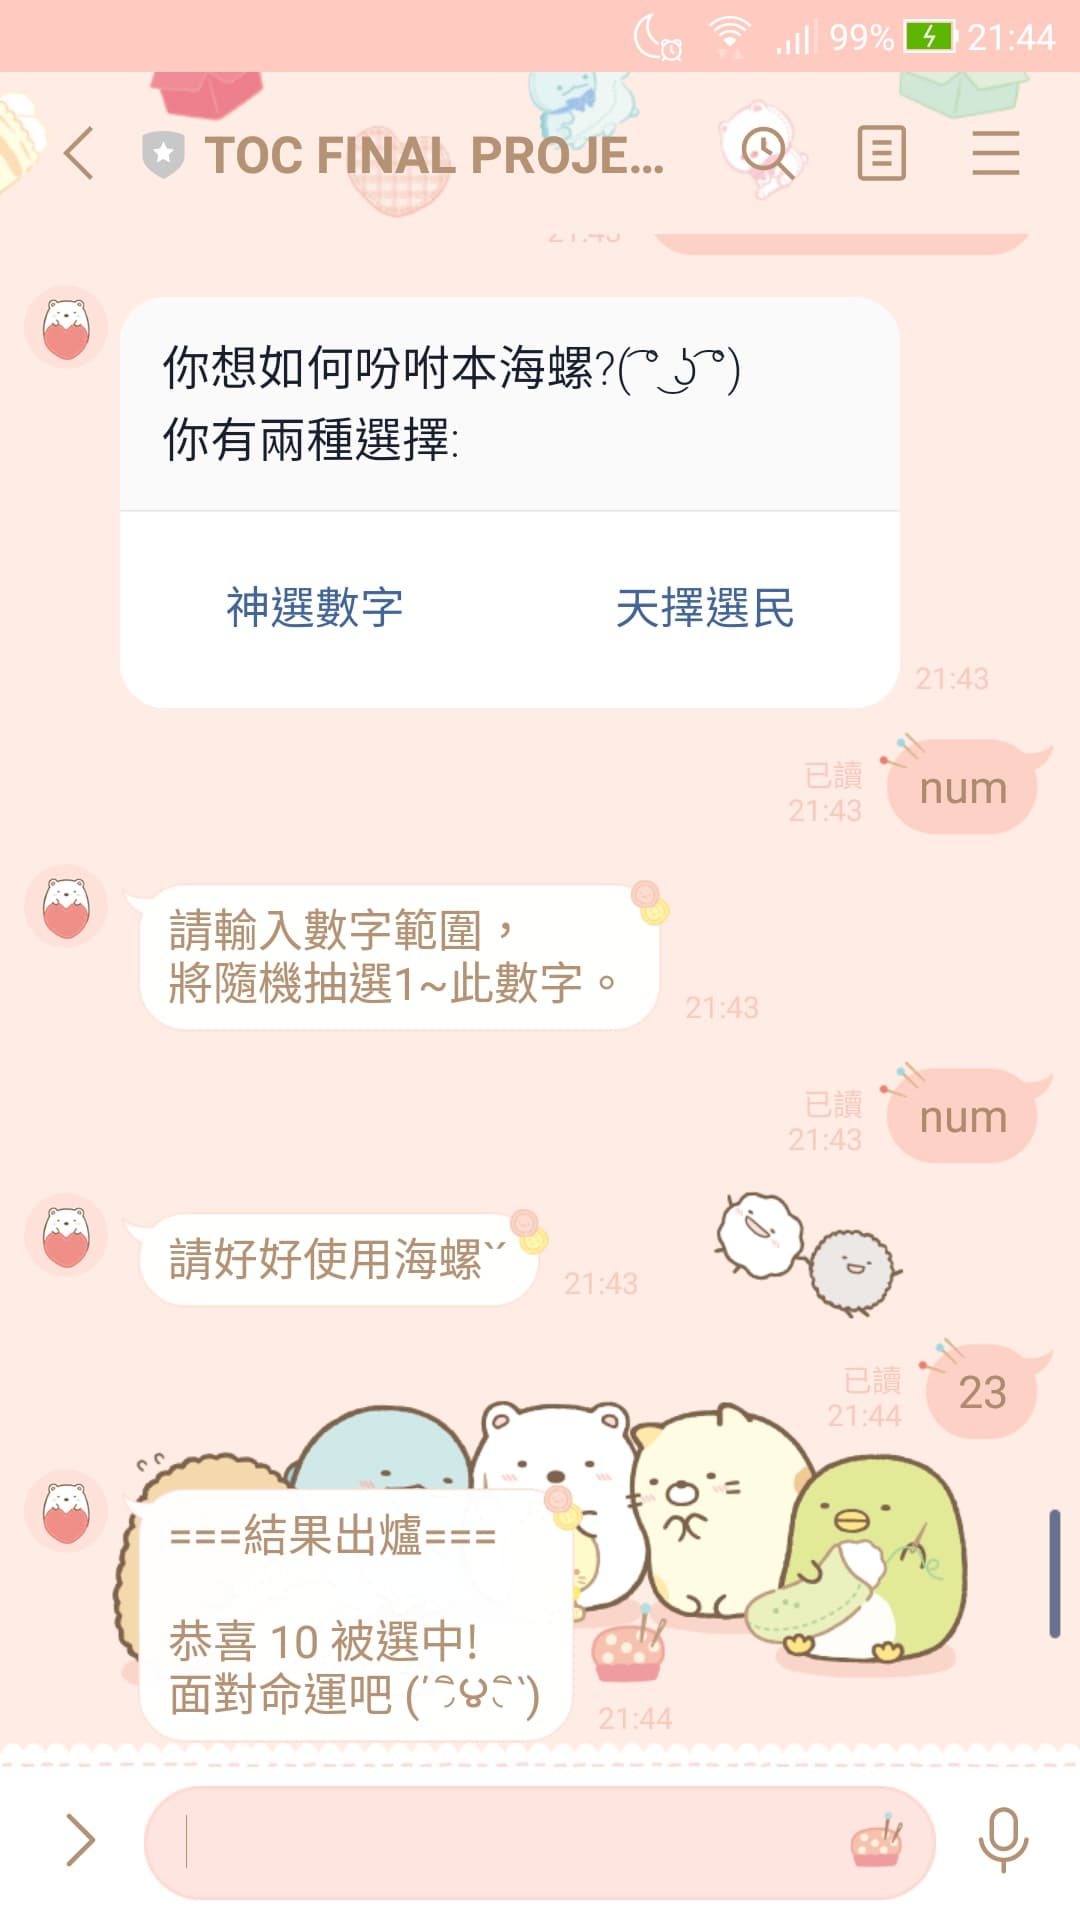 99% 21:44
TOC FINAL PROJE...
你想如何吩咐本海螺?( ͡° ͜ʖ ͡°)
你有兩種選擇:
神選數字 天擇選民
21:43
已讀
21:43
num
請輸入數字範圍，
將隨機抽選1~此數字。
21:43
已讀
21:43
num
請好好使用海螺ˇˇ
21:43
已讀
21:44
23
===結果出爐===
恭喜 10 被選中!
面對命運吧
21:44